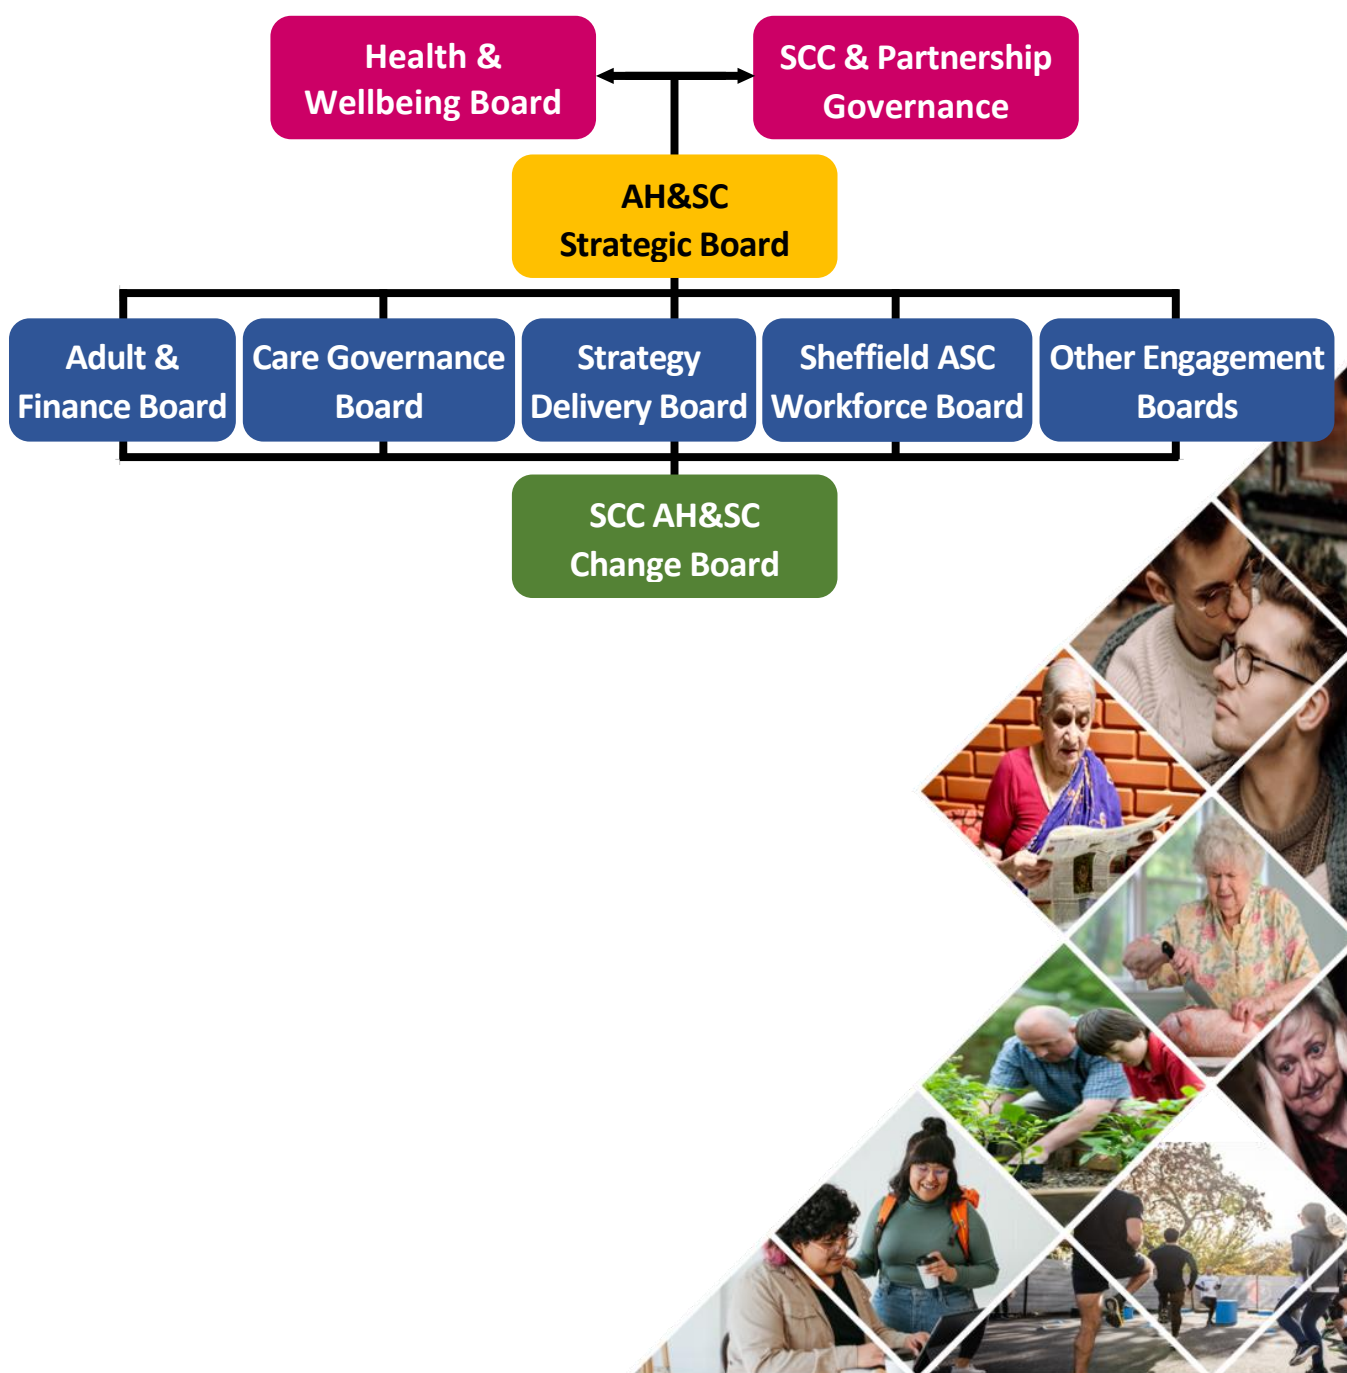 Health &
Wellbeing Board
SCC & Partnership
Governance
AH&SC
Strategic Board
Adult &
Finance Board
Care Governance
Board
Strategy
Delivery Board
Sheffield ASC
Workforce Board
Other Engagement
Boards
SCC AH&SC
Change Board